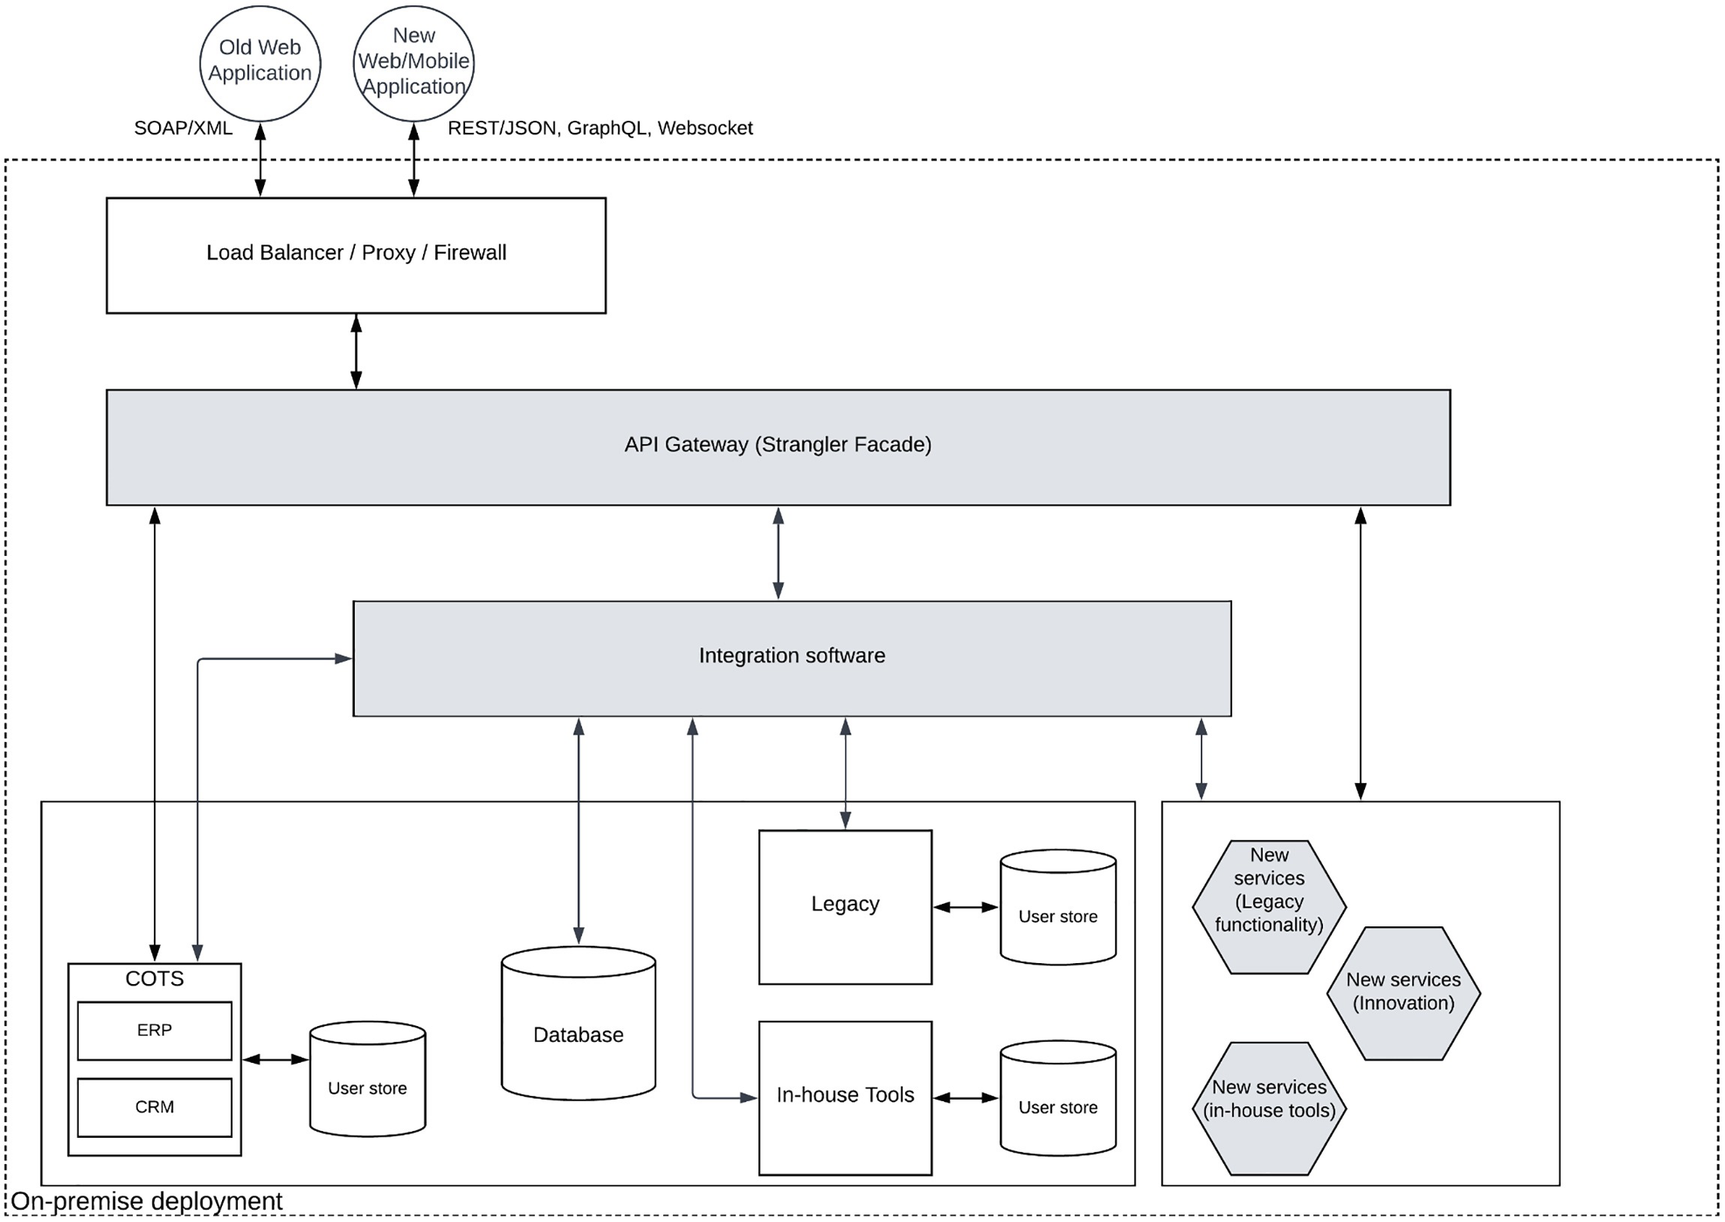 Old Web
Application
New
Web/Mobile
Application
SOAP/XML
REST/JSON, GraphQL, Websocket
Load Balancer / Proxy / Firewall
API Gateway (Strangler Facade)
Integration software
COTS
ERP
CRM
User store
Database
Legacy
User store
In-house Tools
User store
New
services
(Legacy
functionality)
New services
(Innovation)
New services
(in-house tools)
On-premise deployment